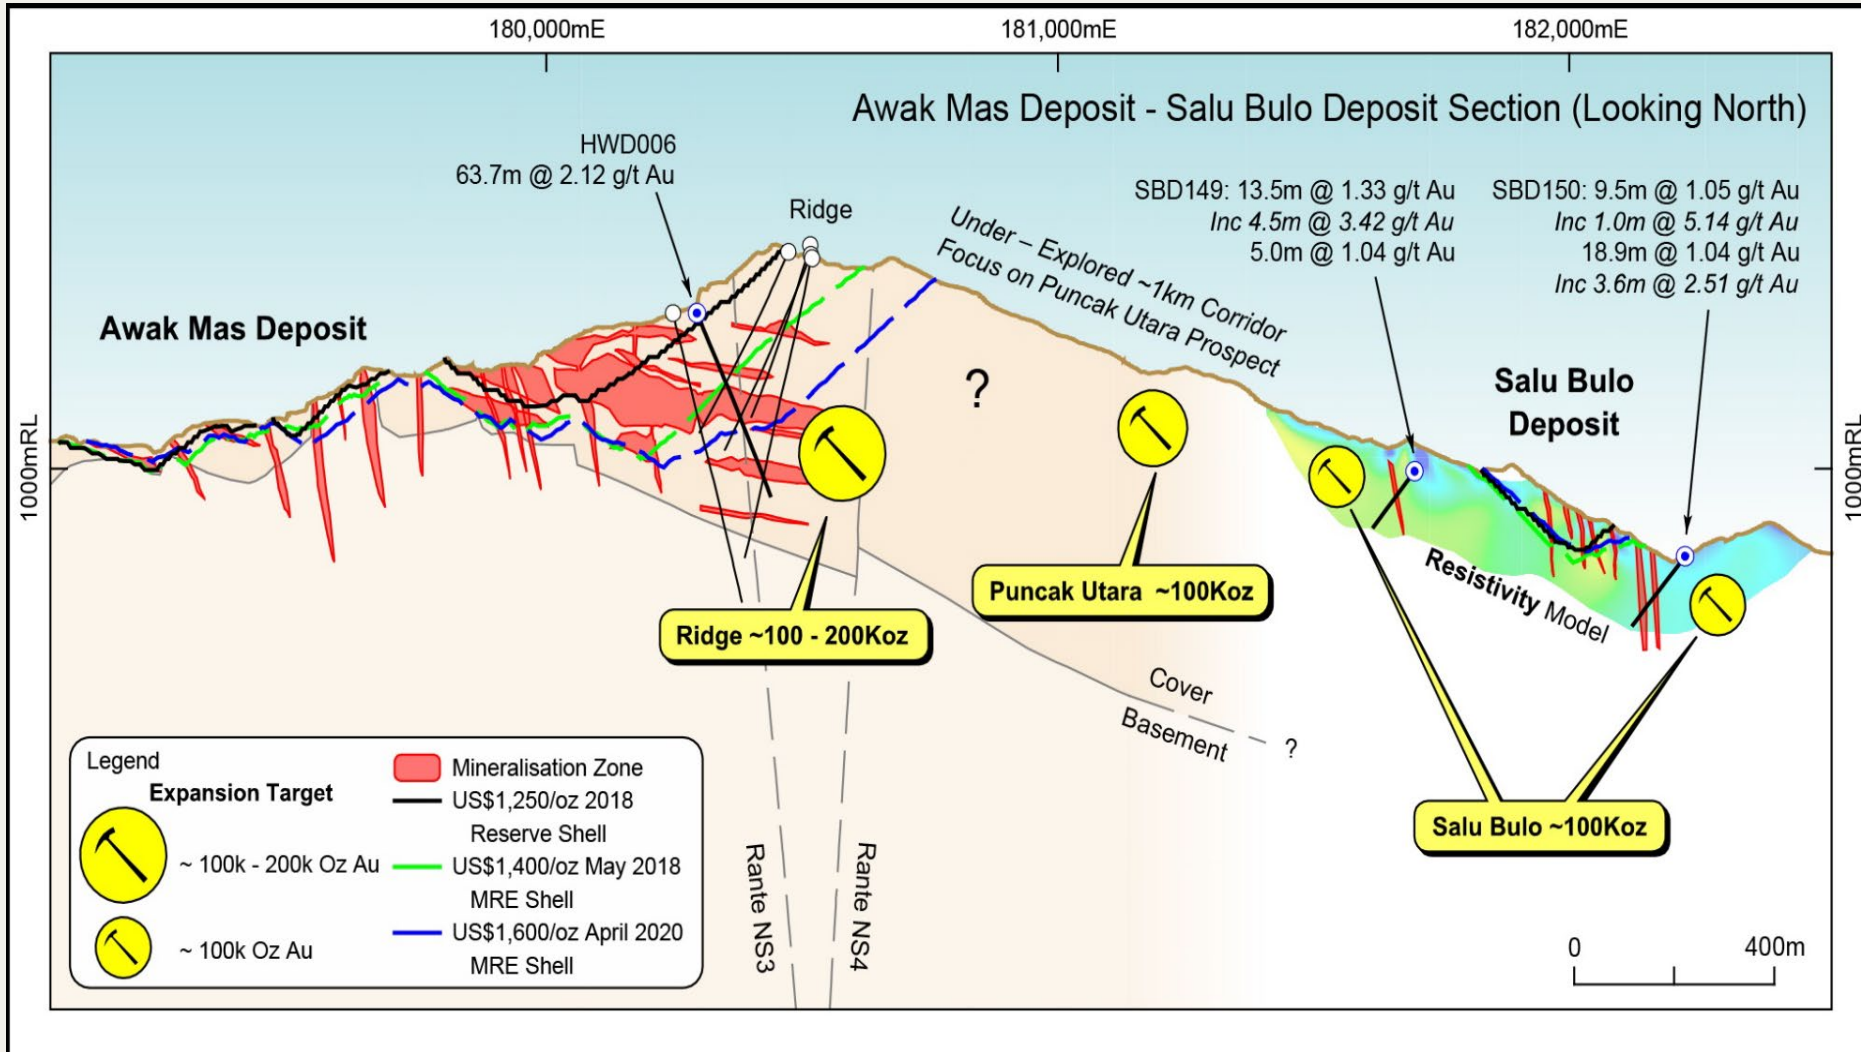 180,000mE
181,000mE
182,000mE
Awak Mas Deposit - Salu Bulo Deposit Section (Looking North)
HWD006
63.7m @ 2.12 g/t Au
Ridge
SBD149: 13.5m @ 1.33 g/t Au
Inc 4.5m @ 3.42 g/t Au
5.0m @ 1.04 g/t Au
SBD150: 9.5m @ 1.05 g/t Au
Inc 1.0m @ 5.14 g/t Au
18.9m @ 1.04 g/t Au
Inc 3.6m @ 2.51 g/t Au
Under – Explored ~1km Corridor
Focus on Puncak Utara Prospect
Awak Mas Deposit
?
Salu Bulo
Deposit
1000mRL
1000mRL
Resistivity Model
Puncak Utara ~100Koz
Ridge ~100 - 200Koz
Cover
Basement
?
Salu Bulo ~100Koz
Rante NS3
Rante NS4
Legend
Expansion Target
~ 100k - 200k Oz Au
~ 100k Oz Au
Mineralisation Zone
US$1,250/oz 2018
Reserve Shell
US$1,400/oz May 2018
MRE Shell
US$1,600/oz April 2020
MRE Shell
0
400m